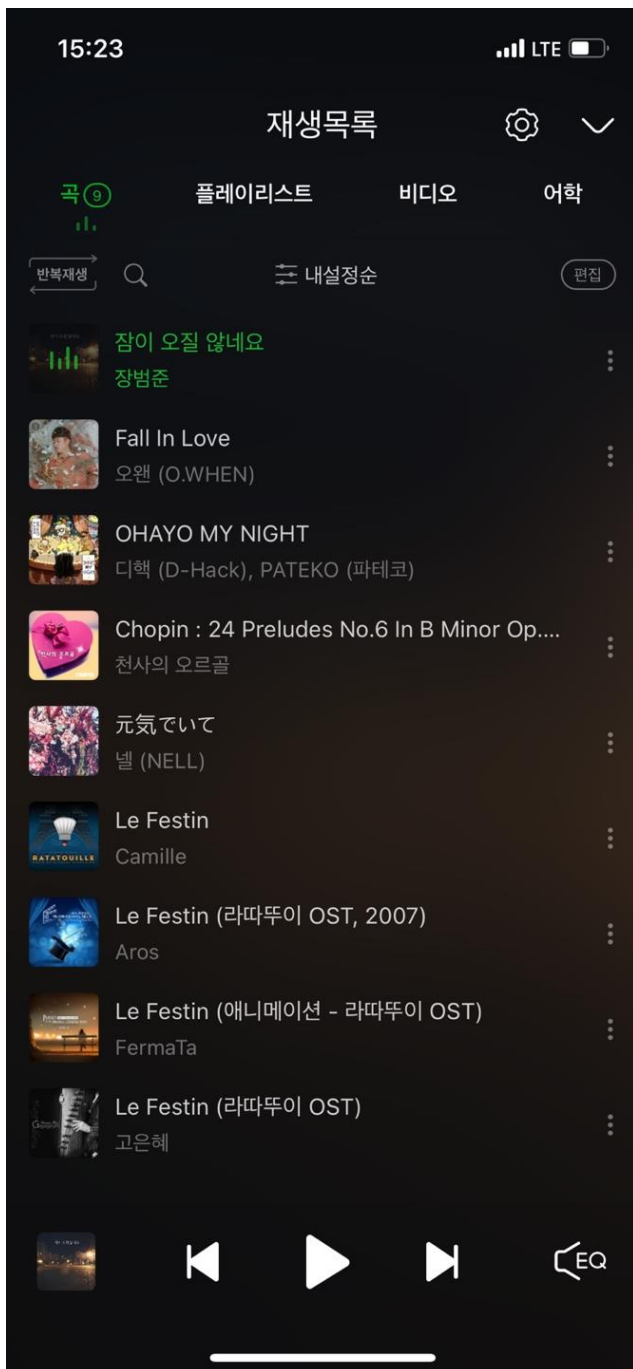 15:23
LTE
재생목록
곡 9
플레이리스트
비디오
어학
반복재생
내설정순
편집
잠이 오질 않네요
장범준
Fall In Love
오왠 (O.WHEN)
OHAYO MY NIGHT
디핵 (D-Hack), PATEKO (파테코)
Chopin : 24 Preludes No.6 In B Minor Op....
천사의 오르골
元気でいて
넬 (NELL)
RATATOUILLE
Le Festin
Camille
Le Festin (라따뚜이 OST, 2007)
Aros
Le Festin (애니메이션 - 라따뚜이 OST)
FermaTa
Le Festin (라따뚜이 OST)
고은혜
EQ